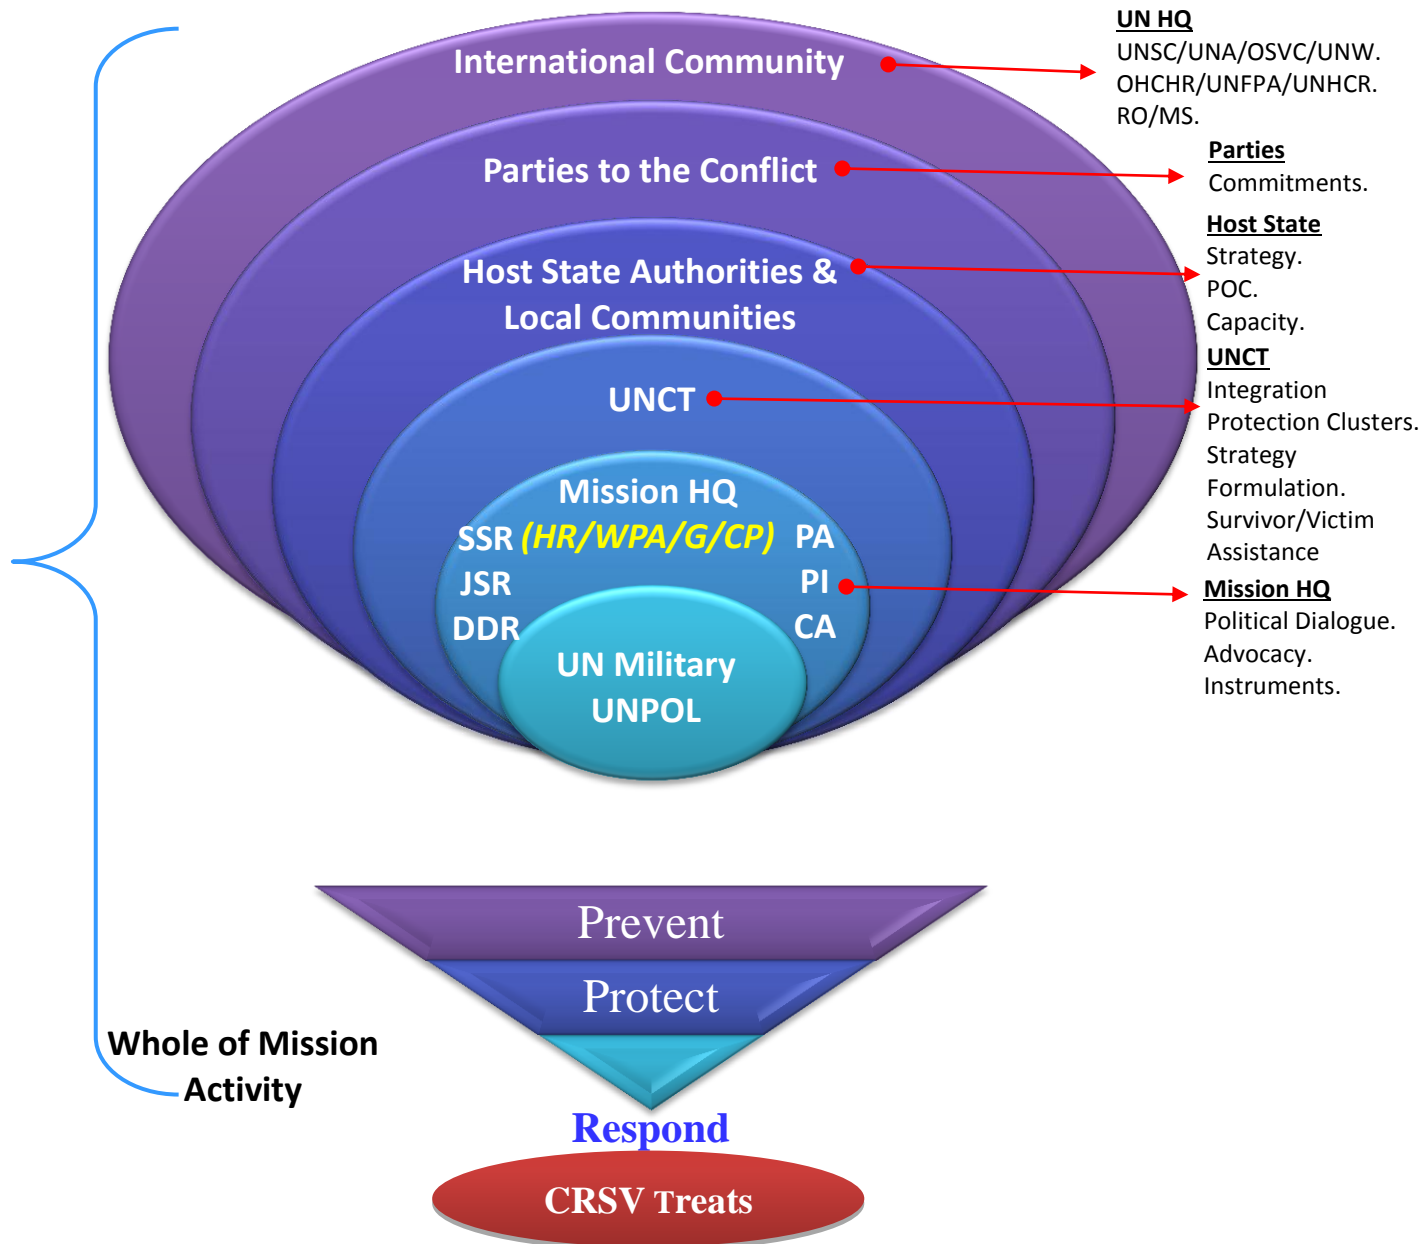 International Community
Parties to the Conflict
Host State Authorities &
Local Communities
UNCT
Mission HQ
SSR (HR/WPA/G/CP) PA
JSR PI
DDR CA
UN Military
UNPOL
UN HQ
UNSC/UNA/OSVC/UNW.
OHCHR/UNFPA/UNHCR.
RO/MS.
Parties
Commitments.
Host State
Strategy.
POC.
Capacity.
UNCT
Integration
Protection Clusters.
Strategy
Formulation.
Survivor/Victim
Assistance
Mission HQ
Political Dialogue.
Advocacy.
Instruments.
Prevent
Protect
Whole of Mission
Activity
Respond
CRSV Treats